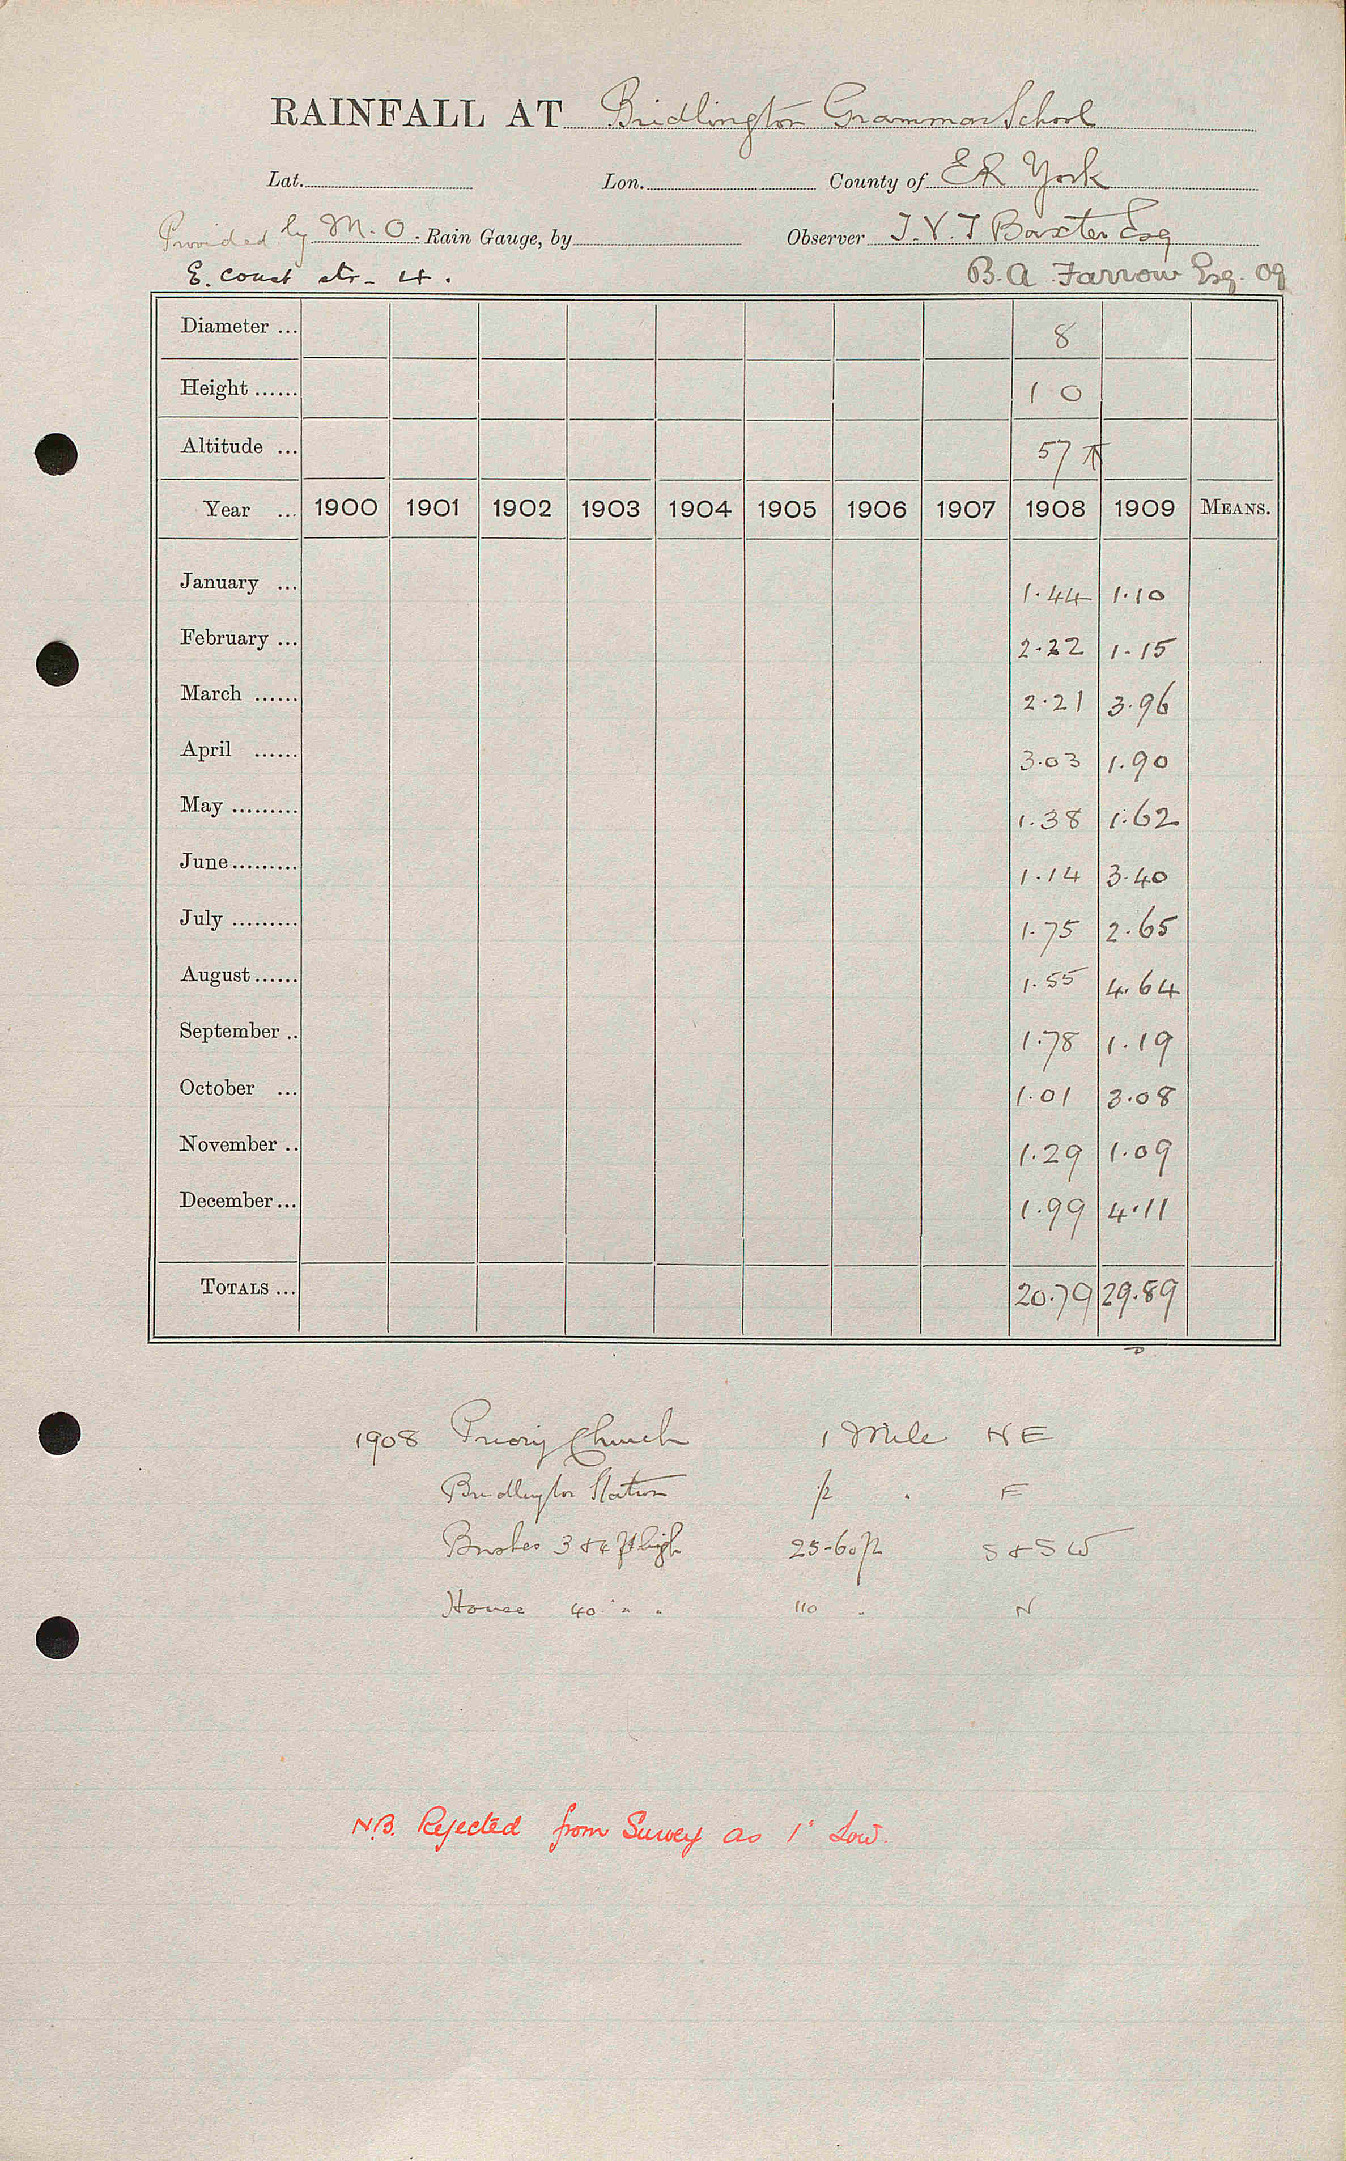 RAINFALL AT Bridlington Grammar School
Lat. Lon. County of ER York
Provided by M.O. Rain Gauge, by Observer J.V.T Baxter Esq
E. coast str. 4. B.A. Farrow Esq. 09
Diameter ... 8
Height ...... 1 0
Altitude ... 57
Year ... 1900 1901 1902 1903 1904 1905 1906 1907 1908 1909 MEANS.
January ... 1.44 1.10
February ... 2.22 1.15
March ...... 2.21 3.96
April ...... 3.03 1.90
May ......... 1.38 1.62
June ......... 1.14 3.40
July ......... 1.75 2.65
August ...... 1.55 4.64
September .. 1.78 1.19
October ... 1.01 3.08
November .. 1.29 1.09
December ... 1.99 4.11
TOTALS ... 20.79 29.89
1908 Priory Church 1 Mile NE
Bridlington Station ½ " E
Bushes 3 & 4 ft high 25-60 ft S & SW
House 40 " " 110 " N
N.B. Rejected from Survey as 1" Low.